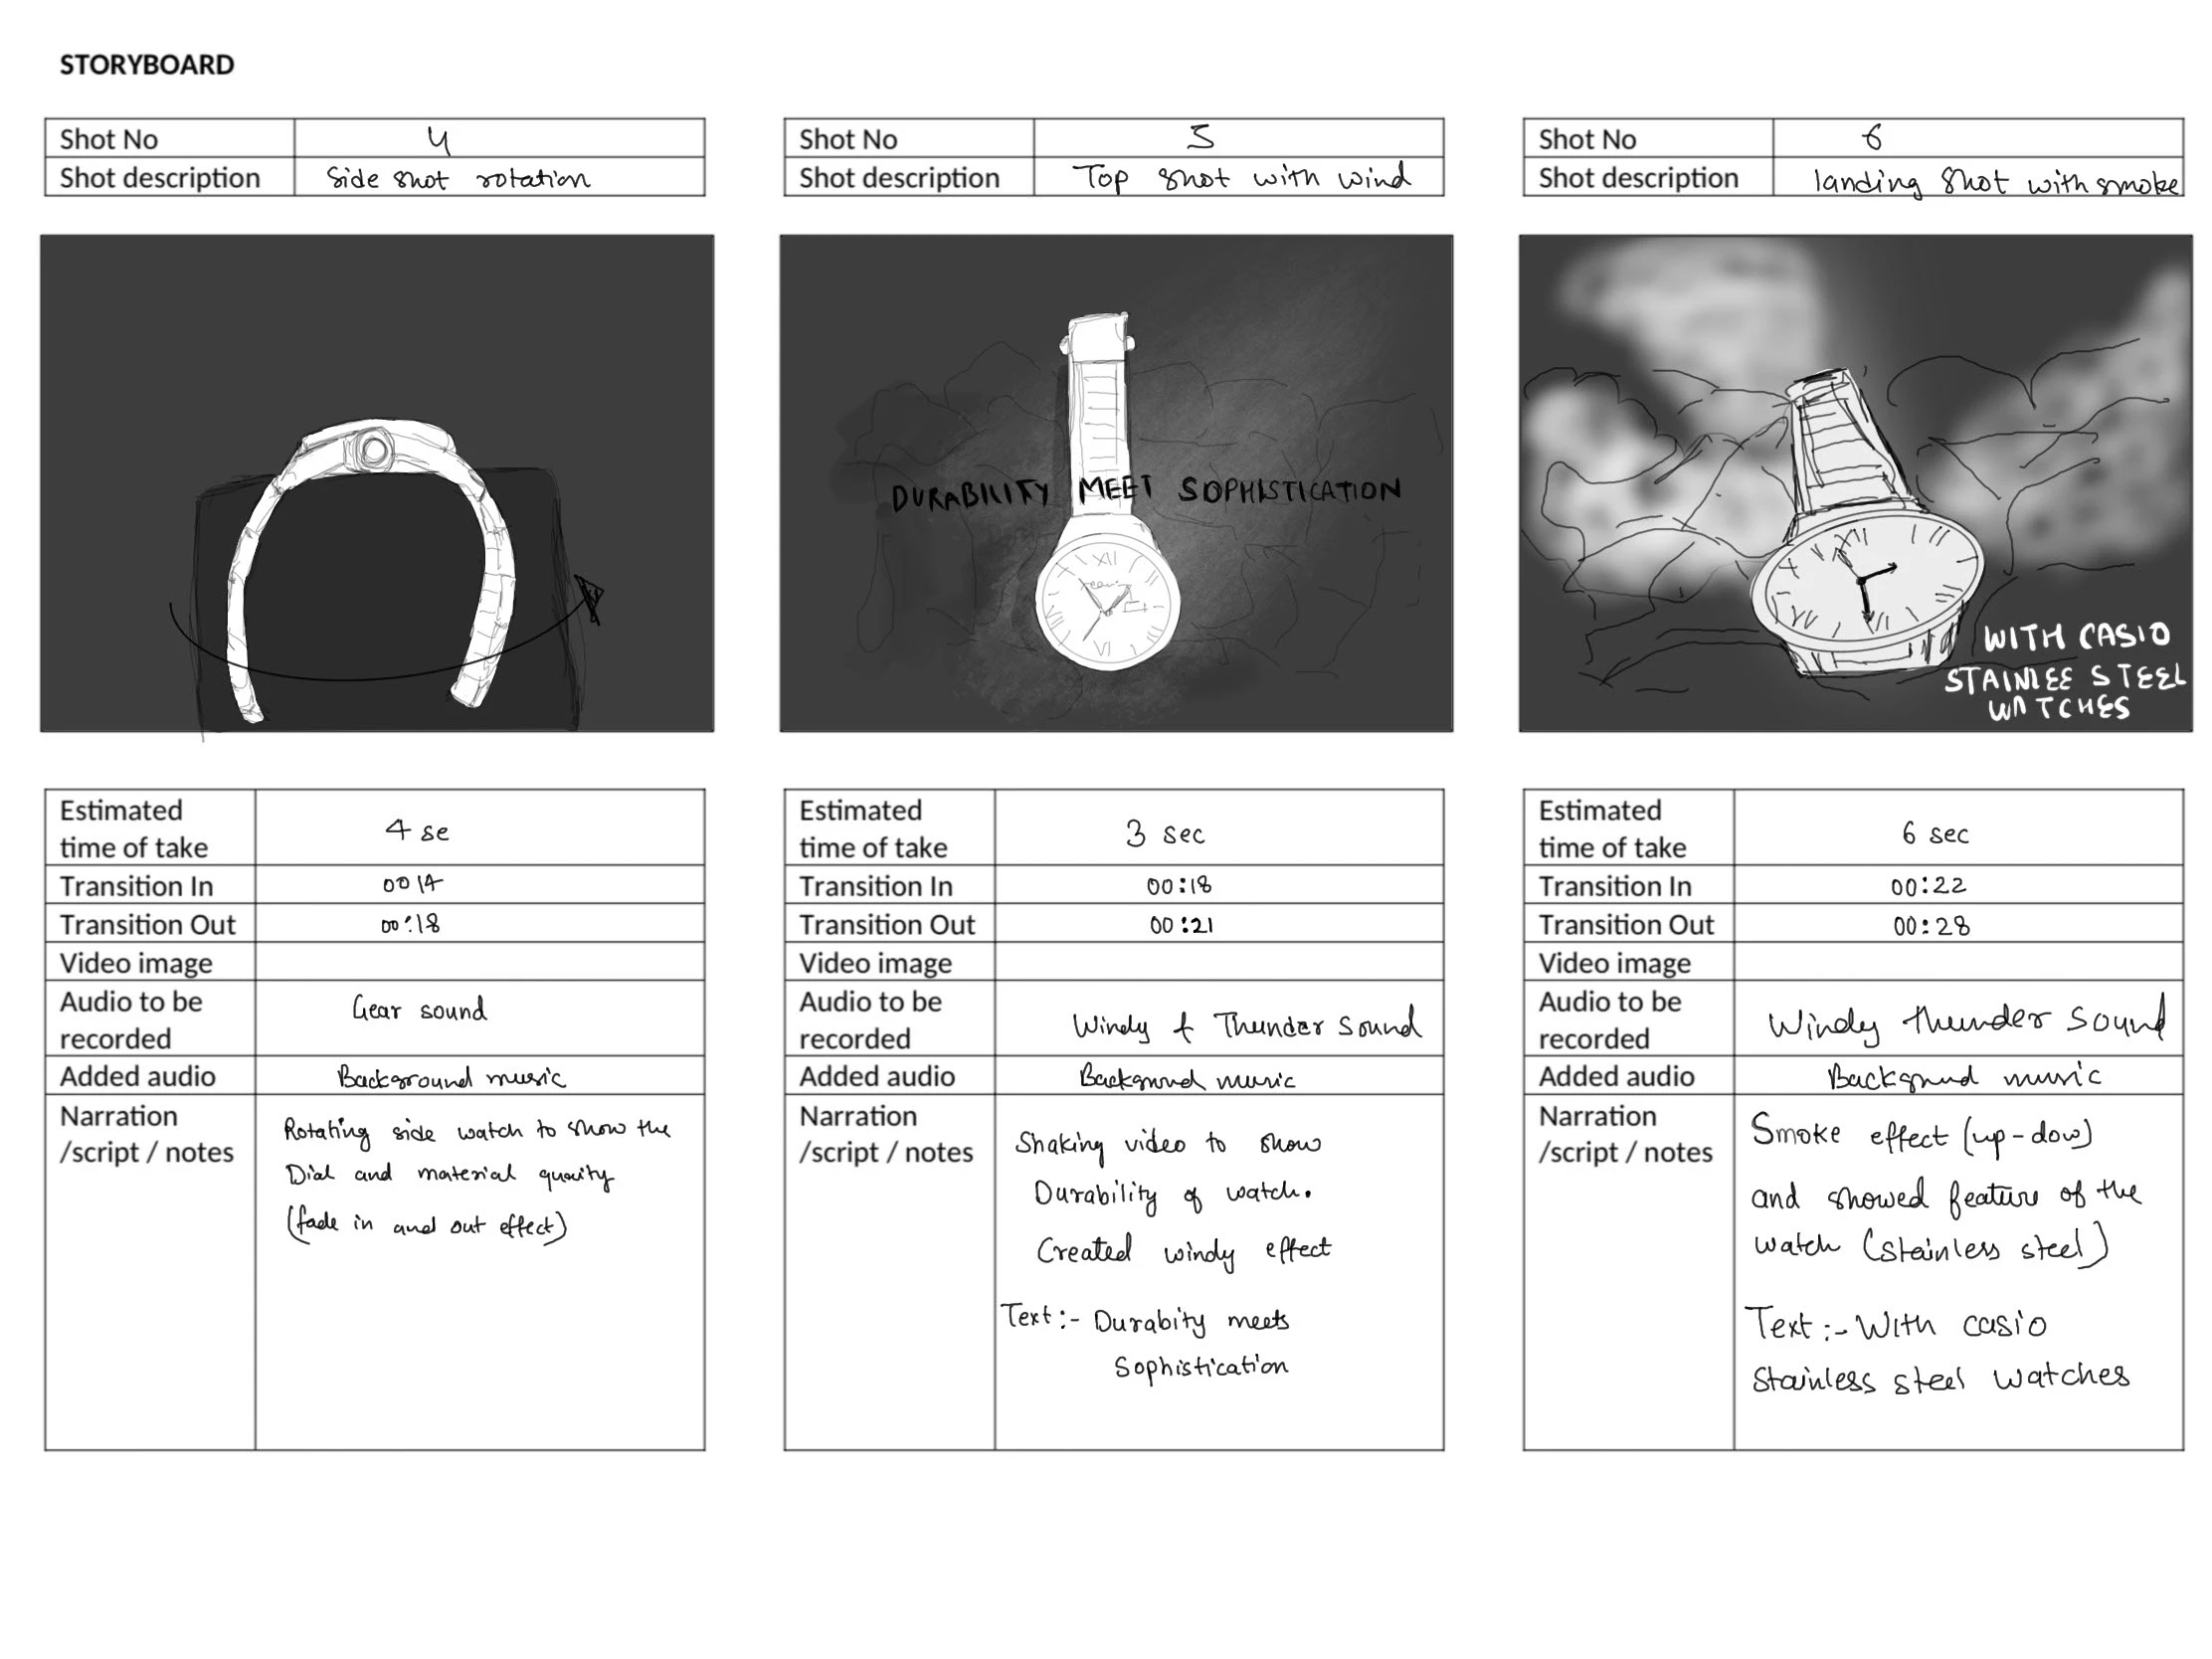 STORYBOARD
Shot No 4
Shot description Side shot rotation
Estimated
time of take 4 se
Transition In 00 14
Transition Out 00:18
Video image
Audio to be
recorded Gear sound
Added audio Background music
Narration
/script / notes
Rotating side watch to show the
Dial and material quaity
(fade in and out effect)
Shot No 5
Shot description Top shot with wind
DURABILITY MEET SOPHISTICATION
XII
VI
Estimated
time of take 3 sec
Transition In 00:18
Transition Out 00:21
Video image
Audio to be
recorded Windy & Thunder Sound
Added audio Backgrond music
Narration
/script / notes
Shaking video to show
Durability of watch.
Created windy effect
Text:- Durabity meets
Sophistication
Shot No 6
Shot description landing shot with smoke
WITH CASIO
STAINLEE STEEL
WATCHES
Estimated
time of take 6 sec
Transition In 00:22
Transition Out 00:28
Video image
Audio to be
recorded Windy thunder sound
Added audio Backgrund music
Narration
/script / notes
Smoke effect (up-dow)
and showed feature of the
watch (stainless steel)
Text:- With casio
Stainless steel watches